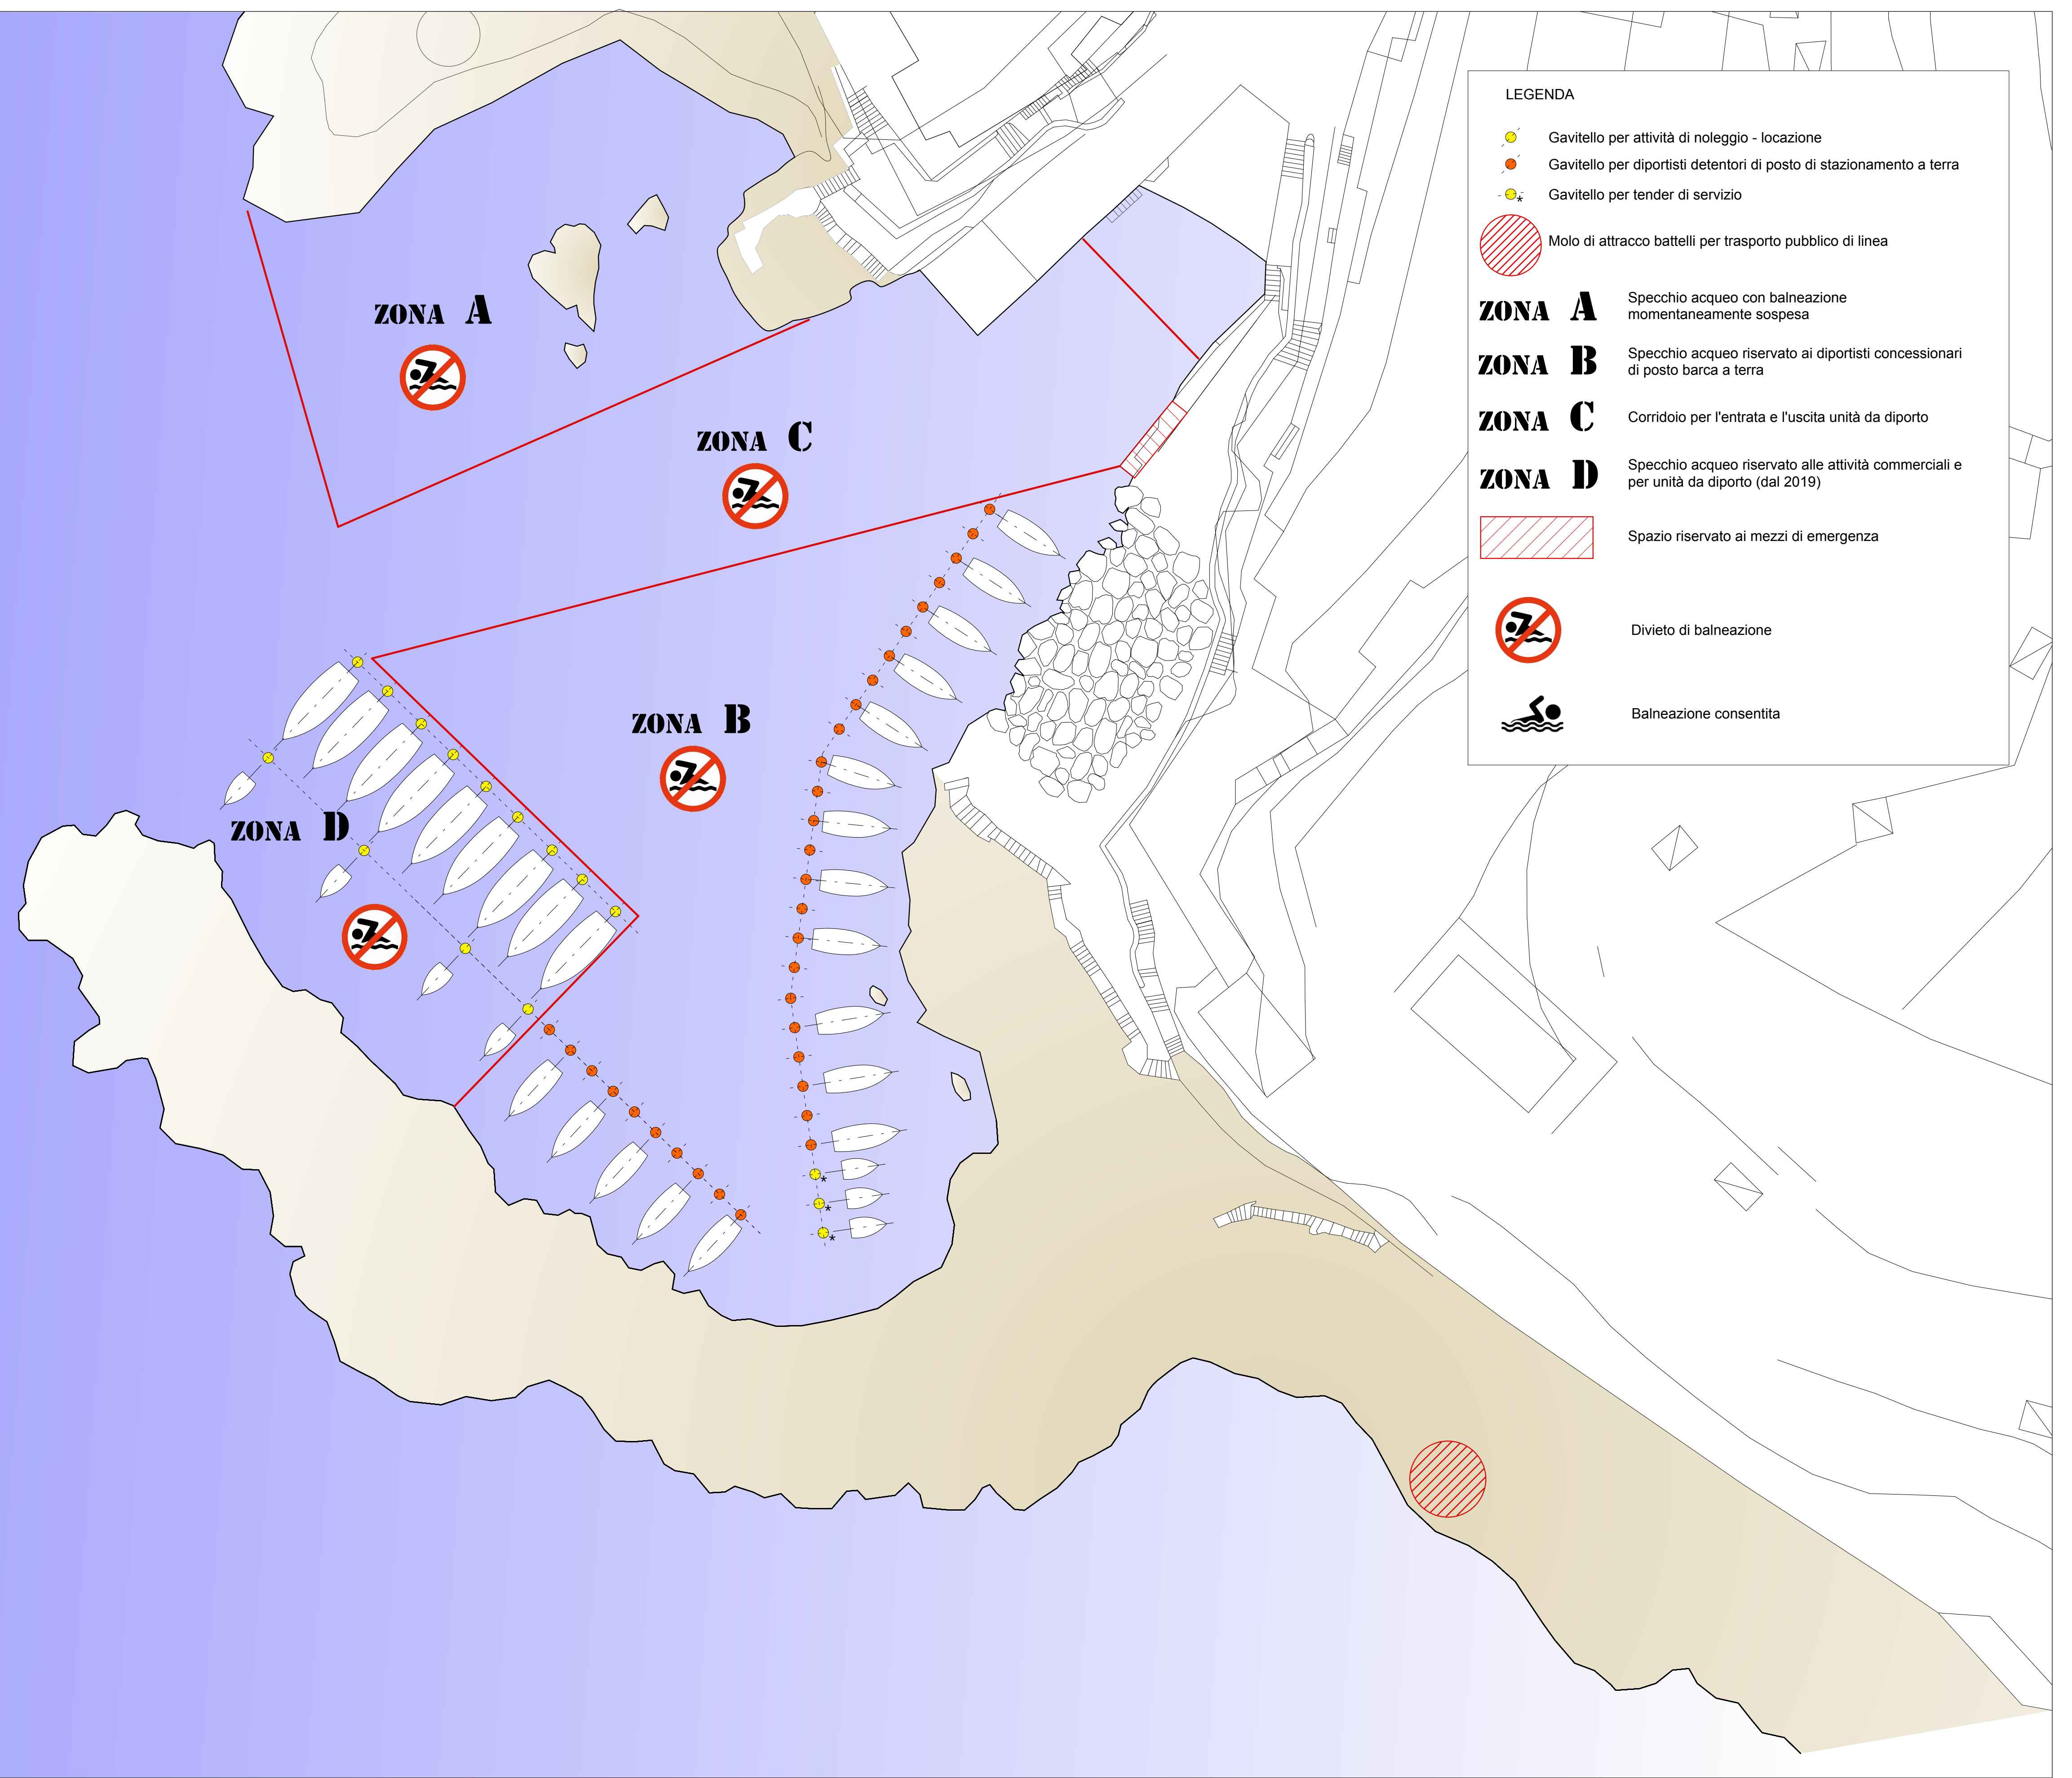 LEGENDA
Gavitello per attività di noleggio - locazione
Gavitello per diportisti detentori di posto di stazionamento a terra
* Gavitello per tender di servizio
Molo di attracco battelli per trasporto pubblico di linea
ZONA A Specchio acqueo con balneazione
momentaneamente sospesa
ZONA B Specchio acqueo riservato ai diportisti concessionari
di posto barca a terra
ZONA C Corridoio per l'entrata e l'uscita unità da diporto
ZONA D Specchio acqueo riservato alle attività commerciali e
per unità da diporto (dal 2019)
Spazio riservato ai mezzi di emergenza
Divieto di balneazione
Balneazione consentita
ZONA A
ZONA C
ZONA B
ZONA D
*
*
*